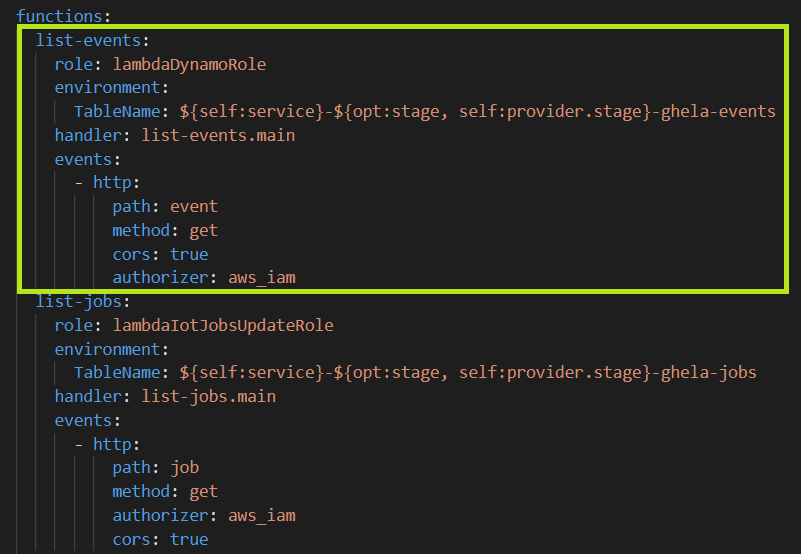 functions:
list-events:
role: lambdaDynamoRole
environment:
TableName: ${self:service}-${opt:stage, self:provider.stage}-ghela-events
handler: list-events.main
events:
- http:
path: event
method: get
cors: true
authorizer: aws_iam
list-jobs:
role: lambdaIotJobsUpdateRole
environment:
TableName: ${self:service}-${opt:stage, self:provider.stage}-ghela-jobs
handler: list-jobs.main
events:
- http:
path: job
method: get
authorizer: aws_iam
cors: true